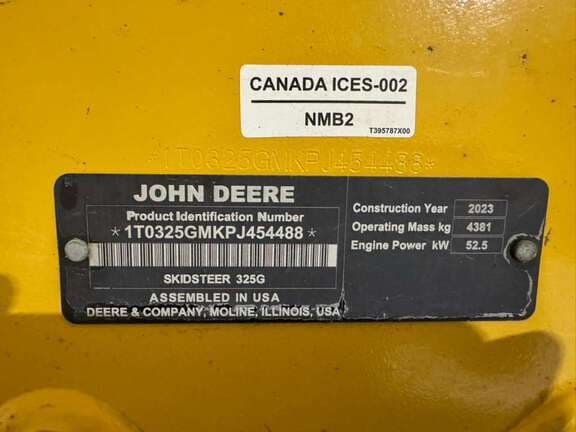 CANADA ICES-002
NMB2
T395787X00
*1T0325GMKPJ454488*
JOHN DEERE
Product Identification Number
*1T0325GMKPJ454488*
SKIDSTEER 325G
ASSEMBLED IN USA
DEERE & COMPANY, MOLINE, ILLINOIS, USA
Construction Year 2023
Operating Mass kg 4381
Engine Power kW 52.5